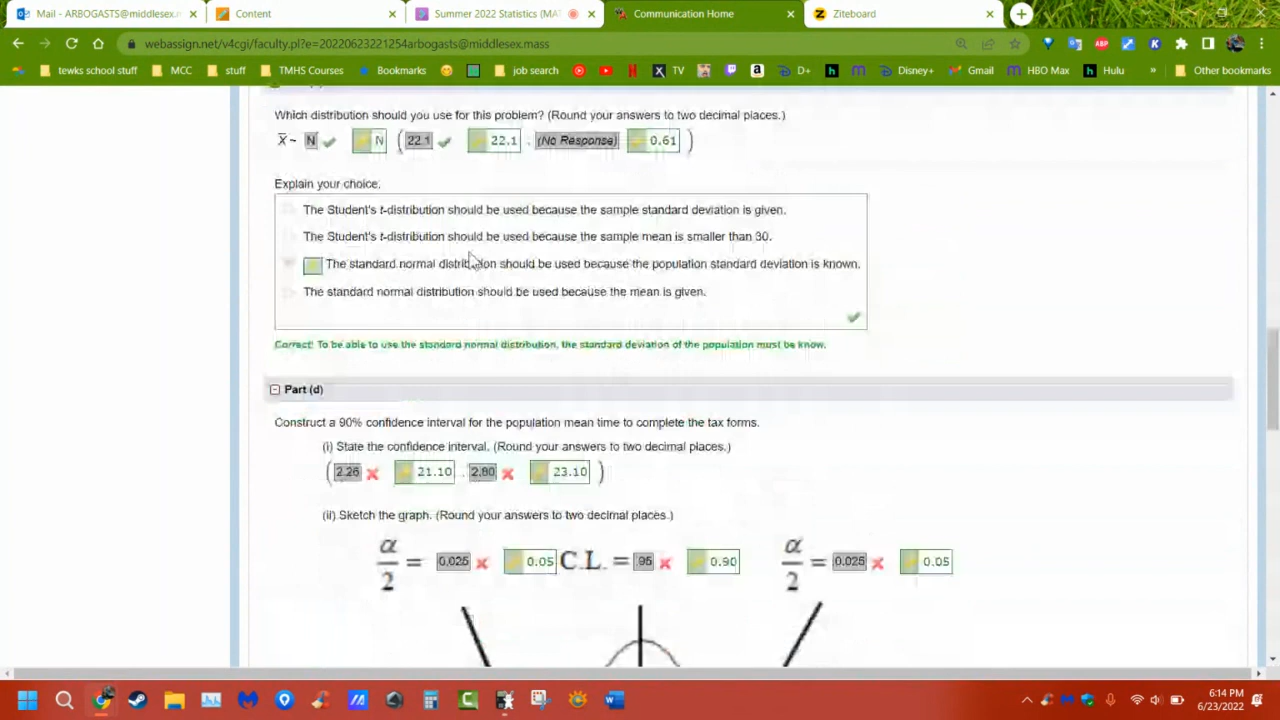 Mail - ARBOGASTS@middlesex.m
Content
Summer 2022 Statistics (MA
Communication Home
Ziteboard
webassign.net/v4cgi/faculty.pl?e=20220623221254arbogasts@middlesex.mass
tewks school stuff
MCC
stuff
TMHS Courses
Bookmarks
job search
TV
D+
Disney+
Gmail
HBO Max
Hulu
»
Other bookmarks
Which distribution should you use for this problem? (Round your answers to two decimal places.)
X̅ ~ N N ( 22.1 22.1 , (No Response) 0.61 )
Explain your choice.
The Student's t-distribution should be used because the sample standard deviation is given.
The Student's t-distribution should be used because the sample mean is smaller than 30.
The standard normal distribution should be used because the population standard deviation is known.
The standard normal distribution should be used because the mean is given.
Correct! To be able to use the standard normal distribution, the standard deviation of the population must be know.
Part (d)
Construct a 90% confidence interval for the population mean time to complete the tax forms.
(i) State the confidence interval. (Round your answers to two decimal places.)
( 2.26 21.10 , 2.80 23.10 )
(ii) Sketch the graph. (Round your answers to two decimal places.)
α/2 = 0.025 0.05 C.L. = 95 0.90 α/2 = 0.025 0.05
6:14 PM
6/23/2022